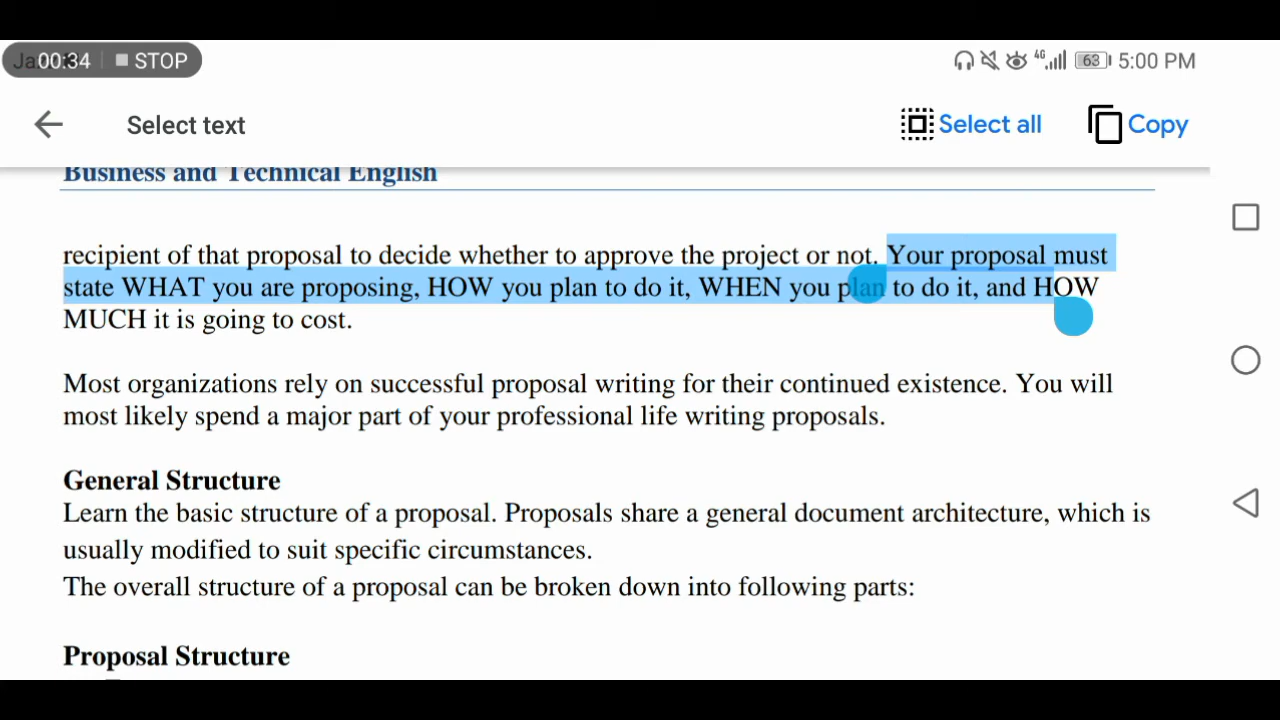 00:34 STOP
63 5:00 PM
4G
Select text
Select all
Copy
Business and Technical English
recipient of that proposal to decide whether to approve the project or not. Your proposal must
state WHAT you are proposing, HOW you plan to do it, WHEN you plan to do it, and HOW
MUCH it is going to cost.
Most organizations rely on successful proposal writing for their continued existence. You will
most likely spend a major part of your professional life writing proposals.
General Structure
Learn the basic structure of a proposal. Proposals share a general document architecture, which is
usually modified to suit specific circumstances.
The overall structure of a proposal can be broken down into following parts:
Proposal Structure